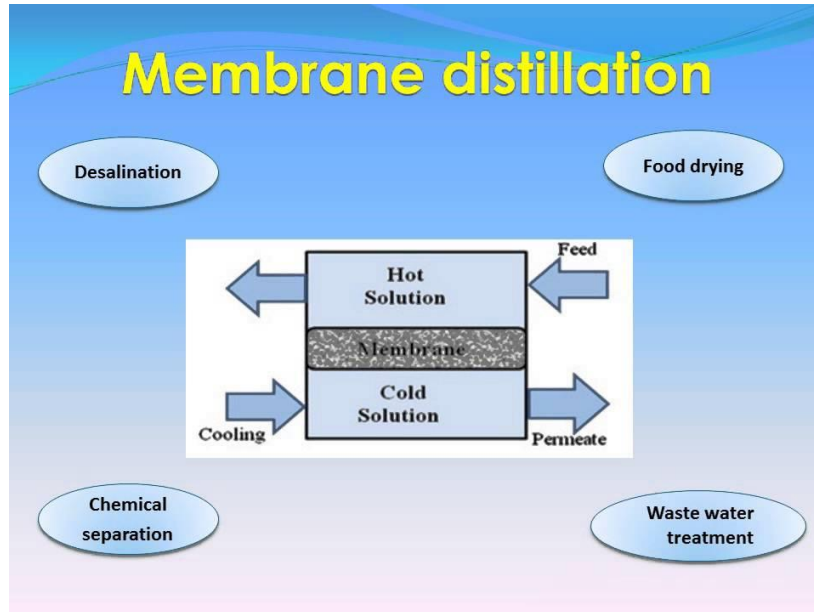 Membrane distillation
Desalination
Food drying
Feed
Hot
Solution
Membrane
Cold
Solution
Cooling
Permeate
Chemical
separation
Waste water
treatment